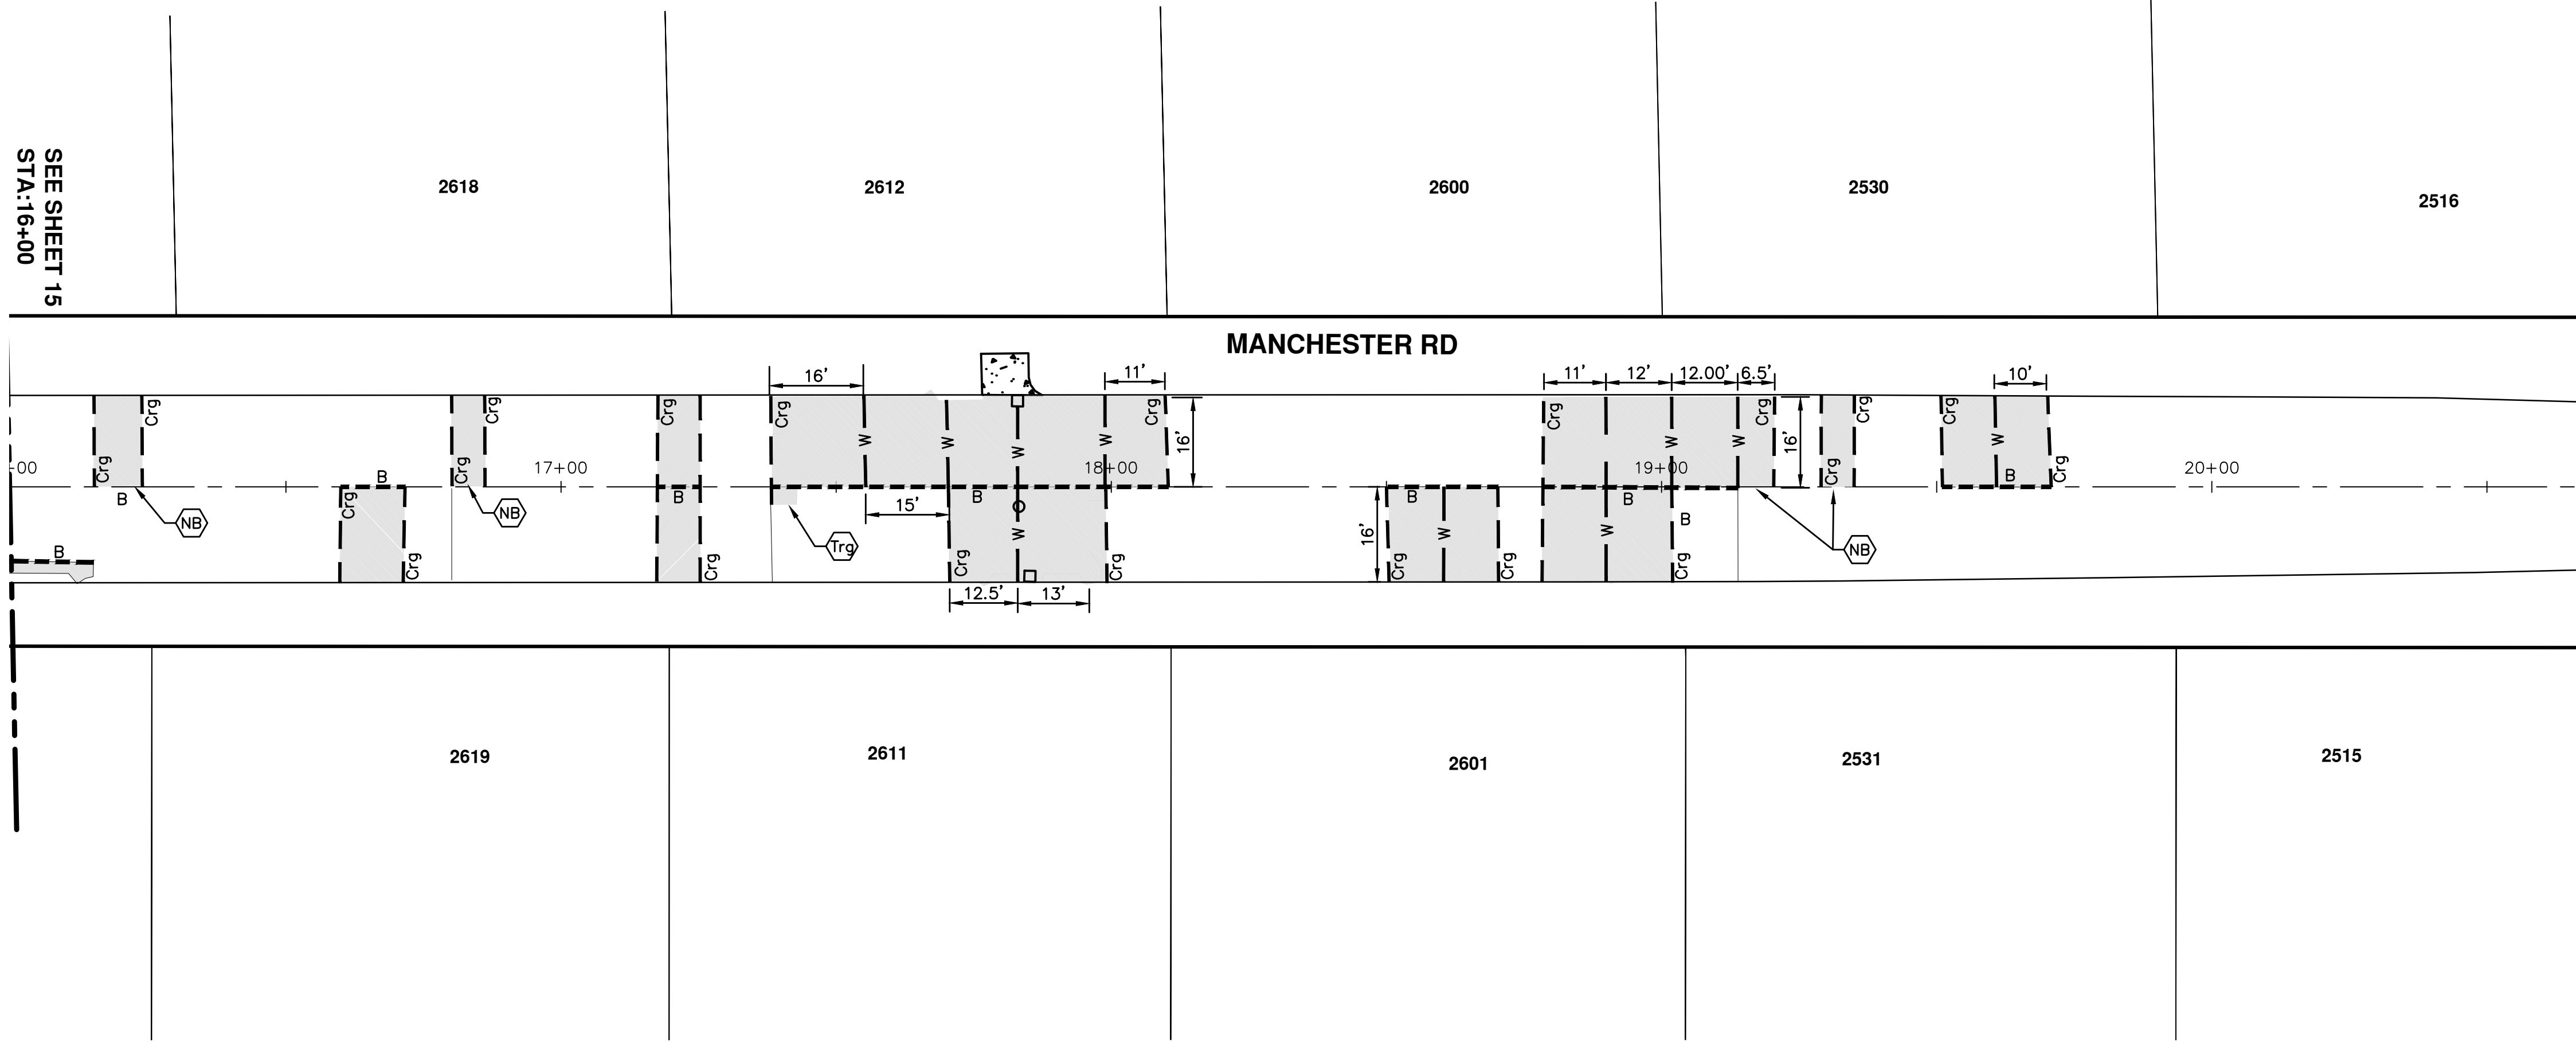 SEE SHEET 15
STA:16+00
2618
2612
2600
2530
2516
MANCHESTER RD
16'
11'
11'
12'
12.00'
6.5'
10'
Crg
Crg
Crg
Crg
Crg
Crg
Crg
Crg
Crg
Crg
Crg
W
W
W
W
W
W
W
16'
16'
Crg
Crg
Crg
Crg
-00
17+00
18+00
19+00
20+00
B
B
B
B
B
B
B
B
Crg
15'
NB
NB
Trg
B
NB
W
W
W
16'
B
Crg
Crg
Crg
Crg
Crg
Crg
Crg
12.5'
13'
2619
2611
2601
2531
2515